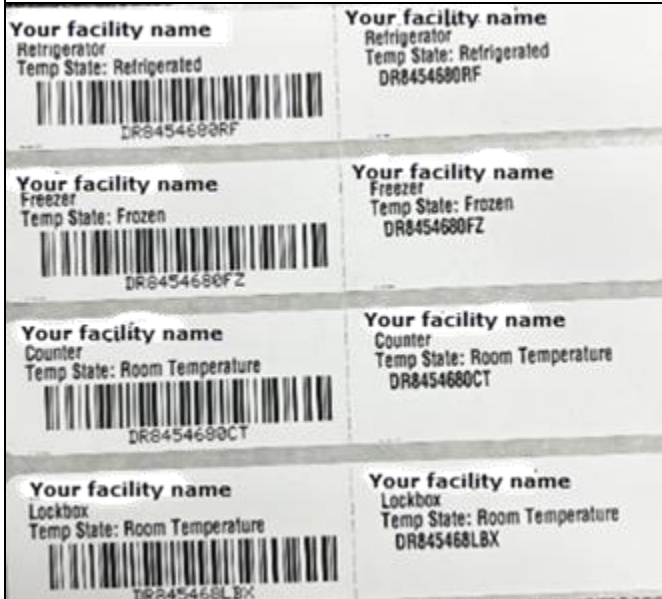 Your facility name
Refrigerator
Temp State: Refrigerated
DR8454680RF
Your facility name
Refrigerator
Temp State: Refrigerated
DR8454680RF
Your facility name
Freezer
Temp State: Frozen
DR8454680FZ
Your facility name
Freezer
Temp State: Frozen
DR8454680FZ
Your facility name
Counter
Temp State: Room Temperature
DR8454680CT
Your facility name
Counter
Temp State: Room Temperature
DR8454680CT
Your facility name
Lockbox
Temp State: Room Temperature
DR845468LBX
Your facility name
Lockbox
Temp State: Room Temperature
DR845468LBX